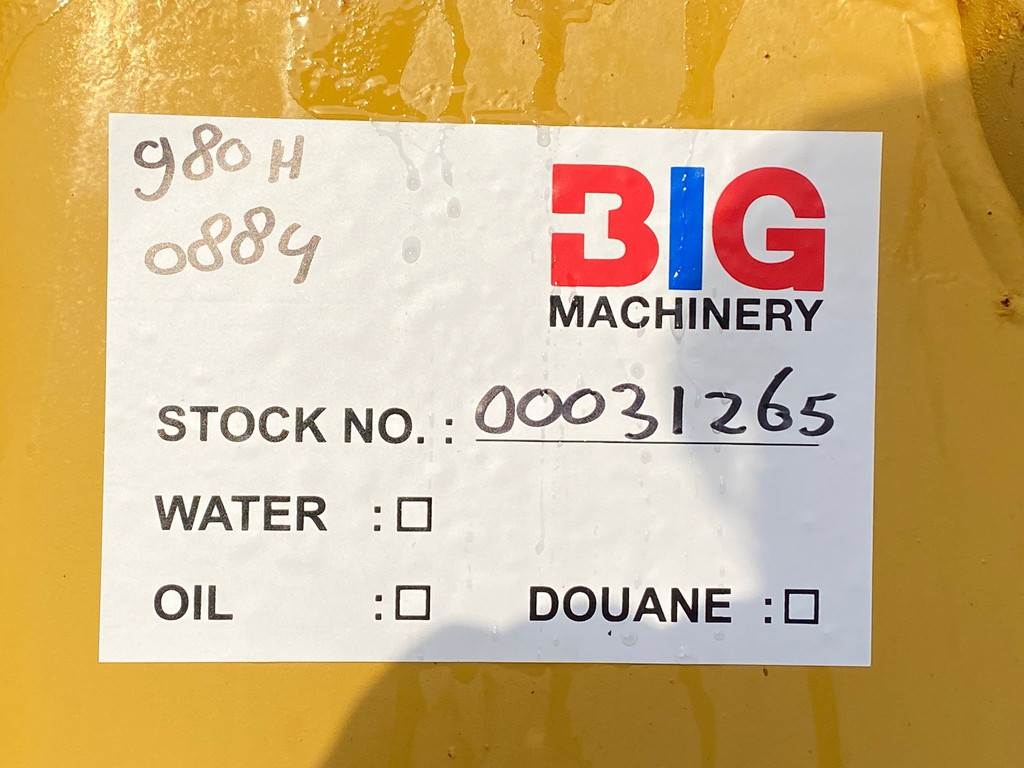 980H
0884
BIG
MACHINERY
STOCK NO. : 00031265
WATER : ☐
OIL : ☐ DOUANE : ☐